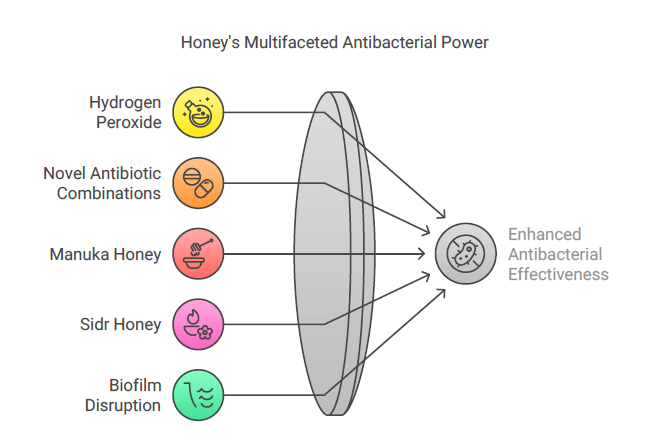 Honey's Multifaceted Antibacterial Power
Hydrogen
Peroxide
Novel Antibiotic
Combinations
Manuka Honey
Sidr Honey
Biofilm
Disruption
Enhanced
Antibacterial
Effectiveness